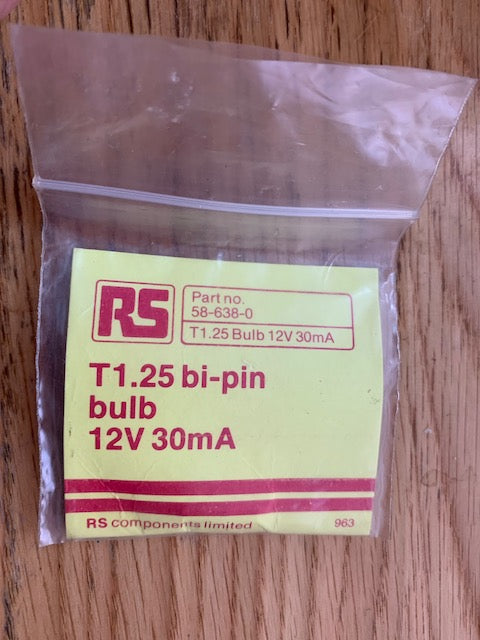 RS
Part no.
58-638-0
T1.25 Bulb 12V 30mA
T1.25 bi-pin
bulb
12V 30mA
RS components limited
963